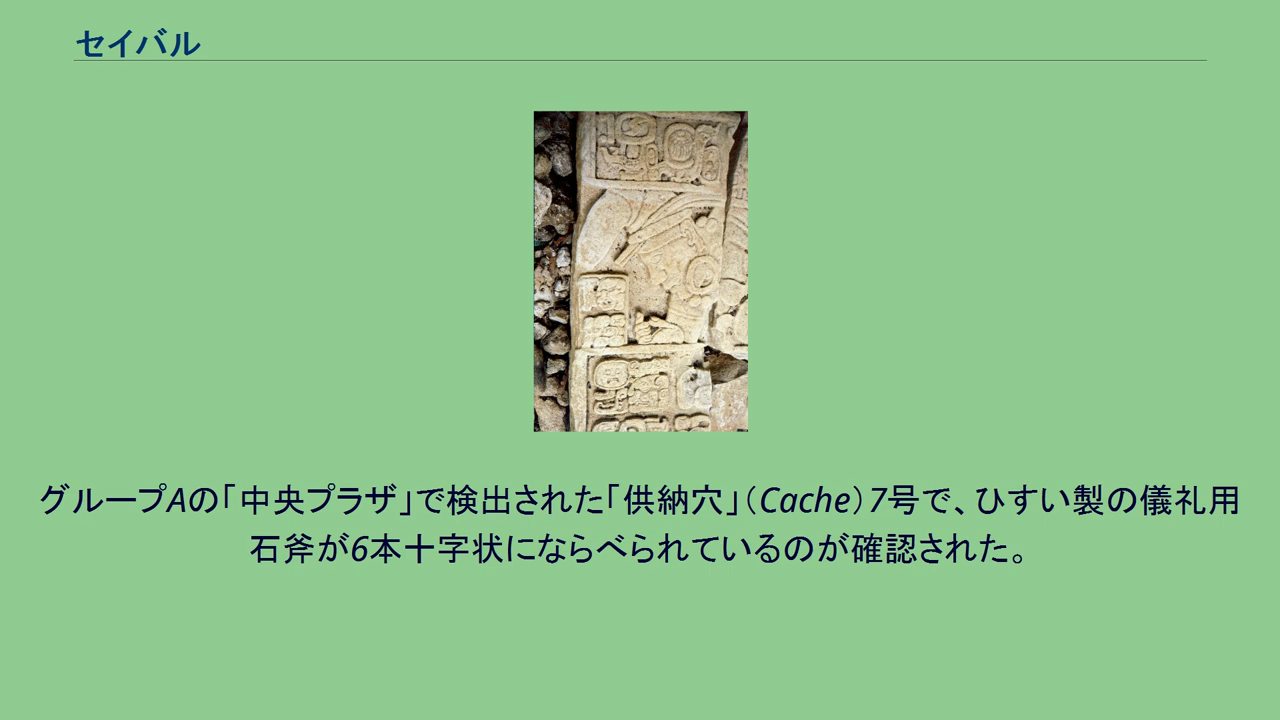 セイバル
グループAの「中央プラザ」で検出された「供納穴」（Cache）7号で、ひすい製の儀礼用
石斧が6本十字状にならべられているのが確認された。